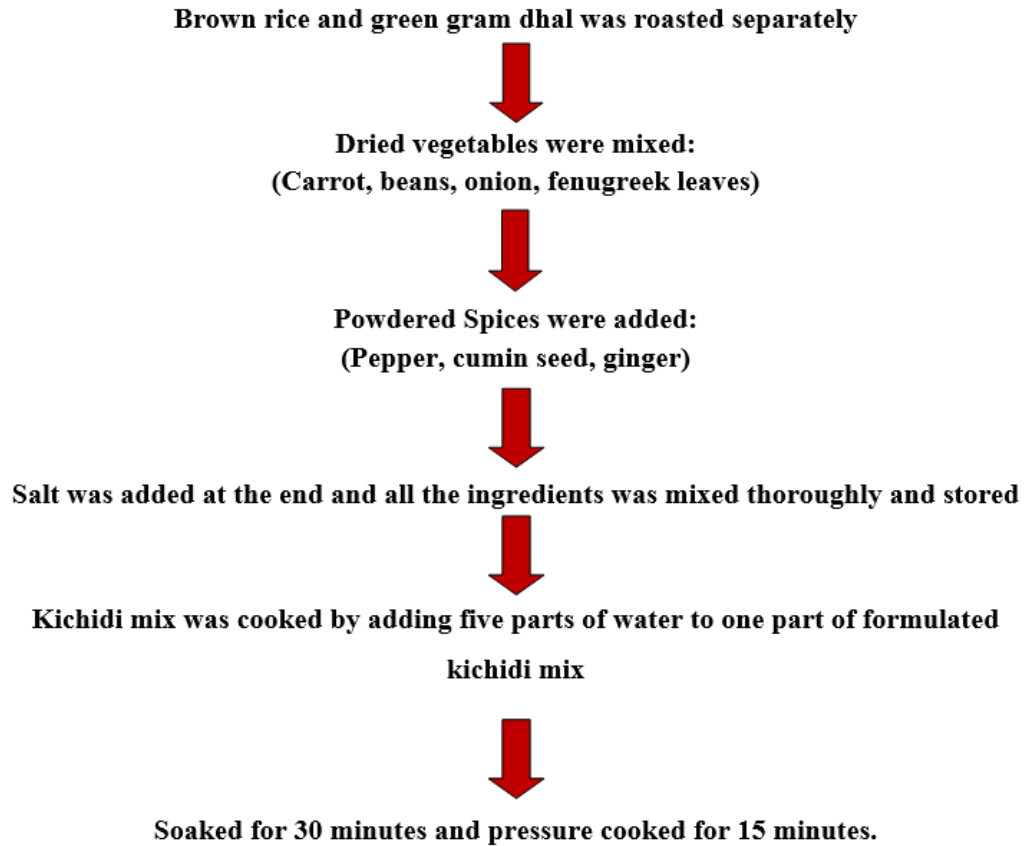 Brown rice and green gram dhal was roasted separately
Dried vegetables were mixed:
(Carrot, beans, onion, fenugreek leaves)
Powdered Spices were added:
(Pepper, cumin seed, ginger)
Salt was added at the end and all the ingredients was mixed thoroughly and stored
Kichidi mix was cooked by adding five parts of water to one part of formulated
kichidi mix
Soaked for 30 minutes and pressure cooked for 15 minutes.